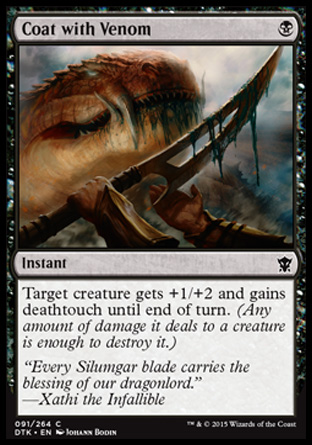 Coat with Venom
Instant
Target creature gets +1/+2 and gains
deathtouch until end of turn. (Any
amount of damage it deals to a creature
is enough to destroy it.)
“Every Silumgar blade carries the
blessing of our dragonlord.”
—Xathi the Infallible
091/264 C
DTK • EN Johann Bodin
™ & © 2015 Wizards of the Coast